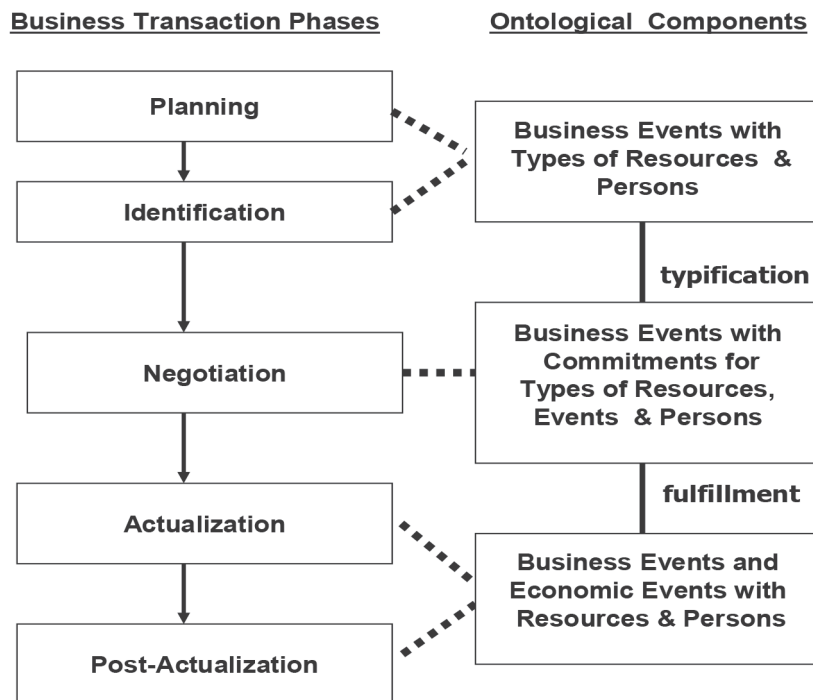 Business Transaction Phases
Ontological Components
Planning
Identification
Negotiation
Actualization
Post-Actualization
Business Events with
Types of Resources &
Persons
typification
Business Events with
Commitments for
Types of Resources,
Events & Persons
fulfillment
Business Events and
Economic Events with
Resources & Persons